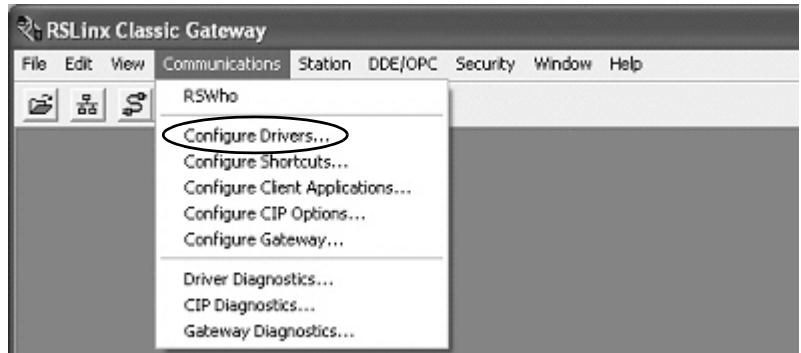 RSLinx Classic Gateway
File Edit View Communications Station DDE/OPC Security Window Help
RSWho
Configure Drivers...
Configure Shortcuts...
Configure Client Applications...
Configure CIP Options...
Configure Gateway...
Driver Diagnostics...
CIP Diagnostics...
Gateway Diagnostics...